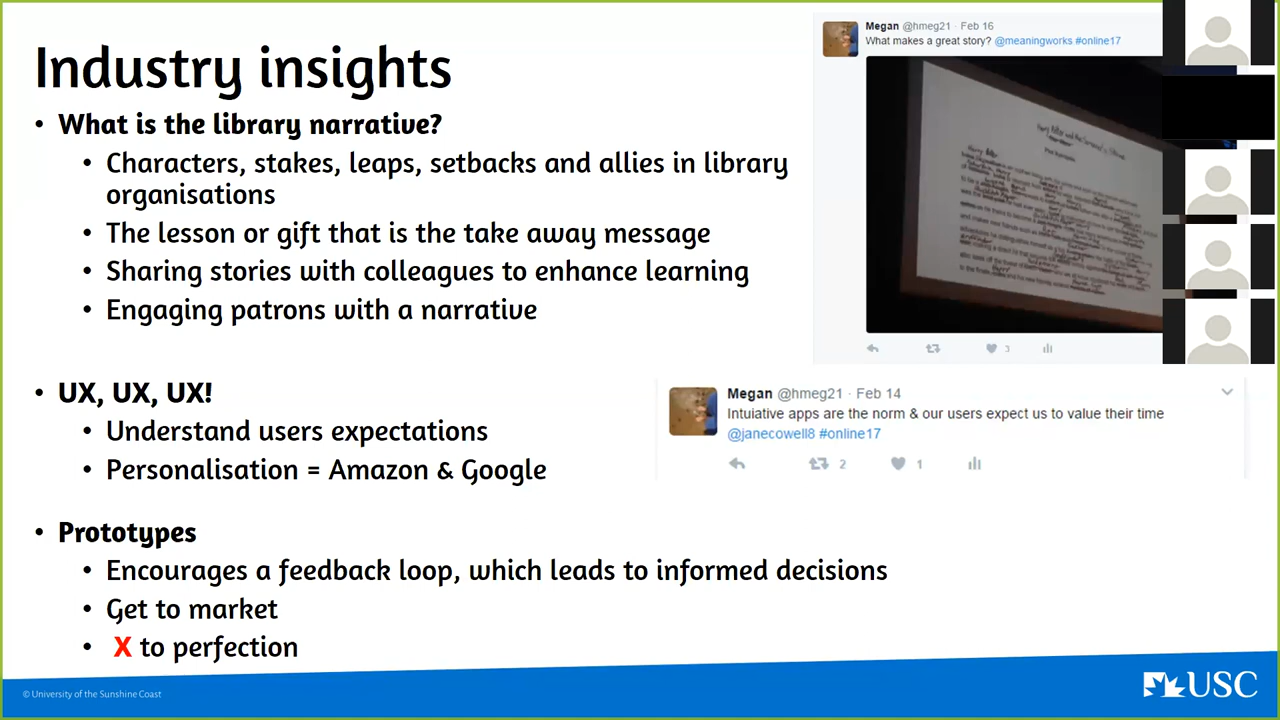 Industry insights
• What is the library narrative?
• Characters, stakes, leaps, setbacks and allies in library
organisations
• The lesson or gift that is the take away message
• Sharing stories with colleagues to enhance learning
• Engaging patrons with a narrative
Megan @hmeg21 · Feb 16
What makes a great story? @meaningworks #online17
3
• UX, UX, UX!
• Understand users expectations
• Personalisation = Amazon & Google
Megan @hmeg21 · Feb 14
Intuiative apps are the norm & our users expect us to value their time
@janecowell8 #online17
2 1
• Prototypes
• Encourages a feedback loop, which leads to informed decisions
• Get to market
• X to perfection
© University of the Sunshine Coast
USC